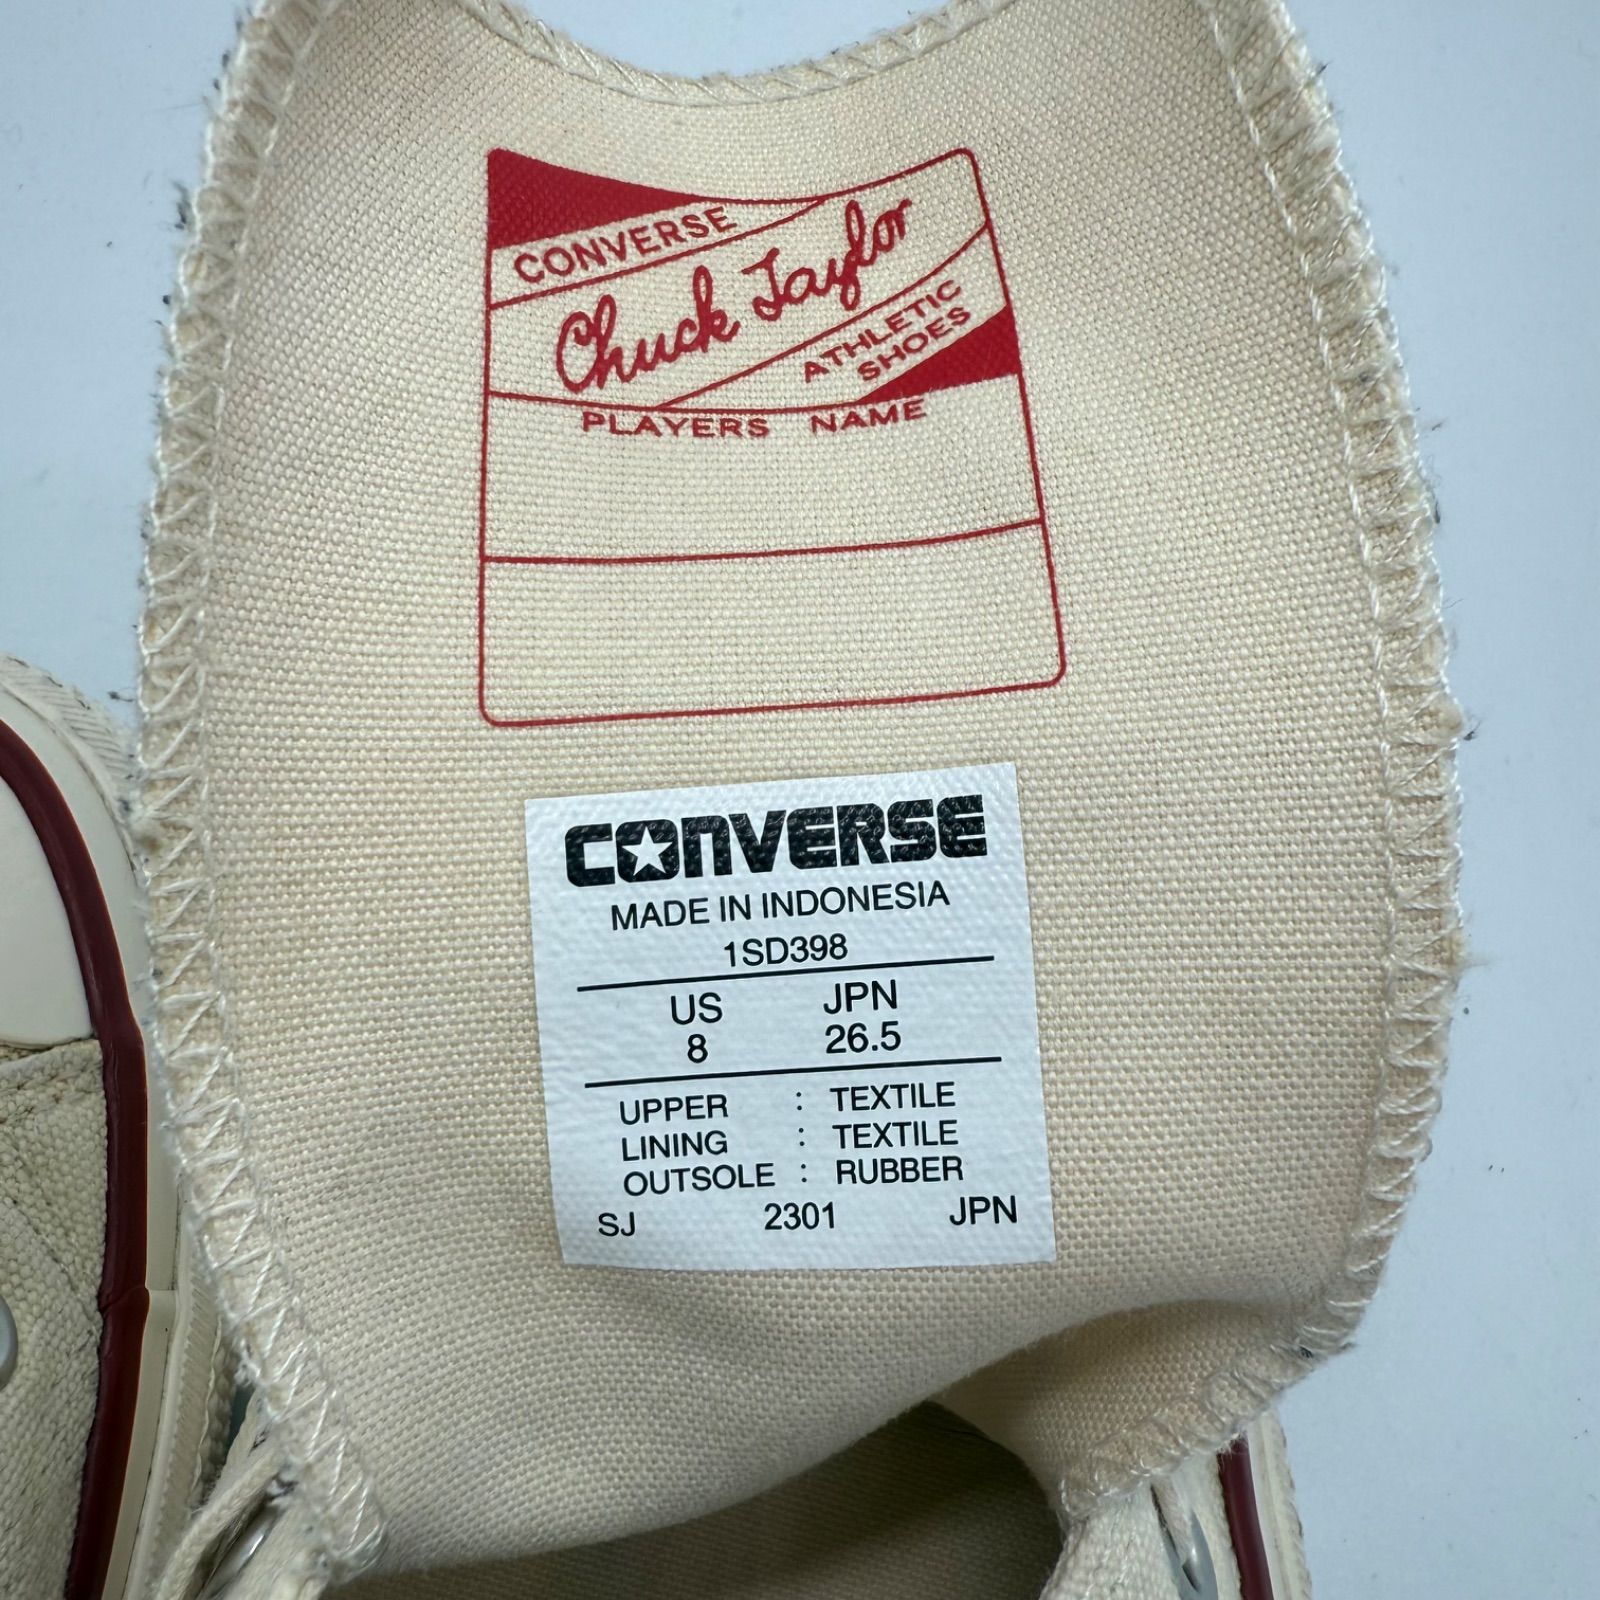 CONVERSE
Chuck Taylor
ATHLETIC
SHOES
PLAYERS NAME
CONVERSE
MADE IN INDONESIA
1SD398
US JPN
8 26.5
UPPER : TEXTILE
LINING : TEXTILE
OUTSOLE : RUBBER
SJ 2301 JPN